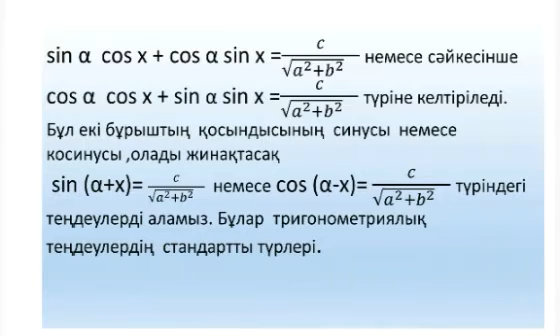 sin α cos x + cos α sin x = c/√a²+b² немесе сәйкесінше
cos α cos x + sin α sin x = c/√a²+b² түріне келтіріледі.
Бұл екі бұрыштың қосындысының синусы немесе
косинусы ,олады жинақтасақ
sin (α+x)= c/√a²+b² немесе cos (α-x)= c/√a²+b² түріндегі
теңдеулерді аламыз. Бұлар тригонометриялық
теңдеулердің стандартты түрлері.